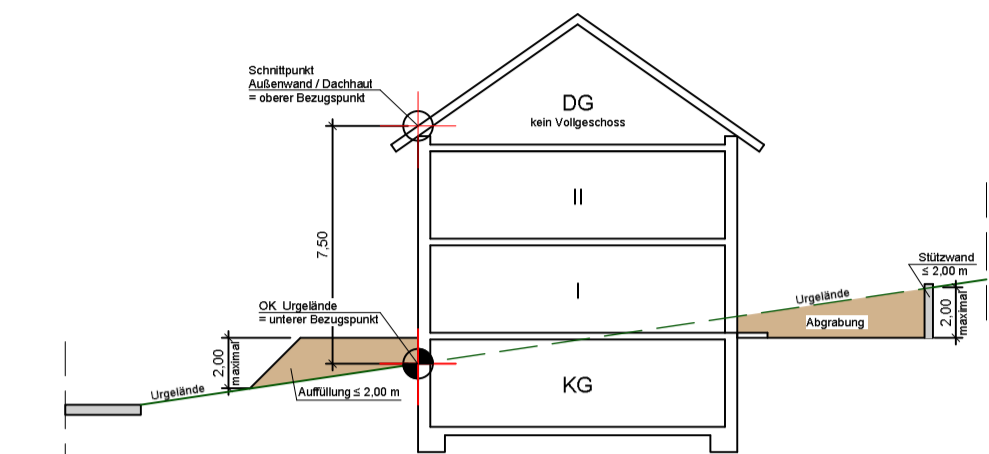 Schnittpunkt
Außenwand / Dachhaut
= oberer Bezugspunkt
DG
kein Vollgeschoss
II
7,50
I
Stützwand
≤ 2,00 m
Urgelände
2,00
maximal
Abgrabung
OK Urgelände
= unterer Bezugspunkt
2,00
maximal
Urgelände
Auffüllung ≤ 2,00 m
KG